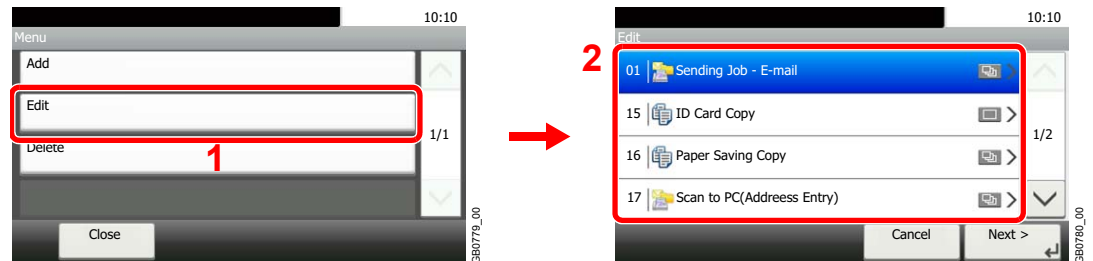 10:10
Menu
Add
Edit
1/1
Delete
1
Close
GB0779_00
10:10
Edit
2
01 Sending Job - E-mail
15 ID Card Copy
1/2
16 Paper Saving Copy
17 Scan to PC(Addreess Entry)
Cancel Next >
GB0780_00